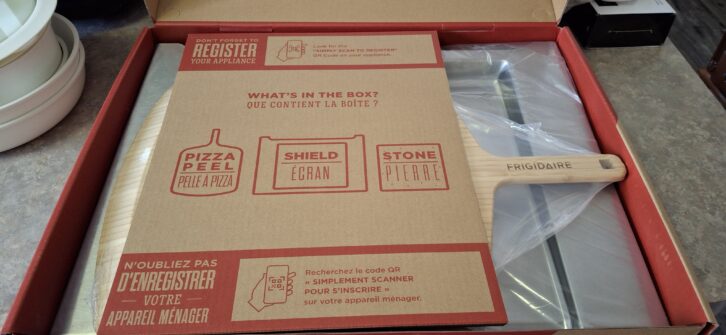 DON'T FORGET TO
REGISTER
YOUR APPLIANCE
Look for the
"SIMPLY SCAN TO REGISTER"
QR Code on your appliance.
WHAT'S IN THE BOX?
QUE CONTIENT LA BOÎTE ?
PIZZA
PEEL
PELLE À PIZZA
SHIELD
ÉCRAN
STONE
PIERRE
FRIGIDAIRE
N'OUBLIEZ PAS
D'ENREGISTRER
VOTRE
APPAREIL MÉNAGER
Recherchez le code QR
« SIMPLEMENT SCANNER
POUR S'INSCRIRE »
sur votre appareil ménager.